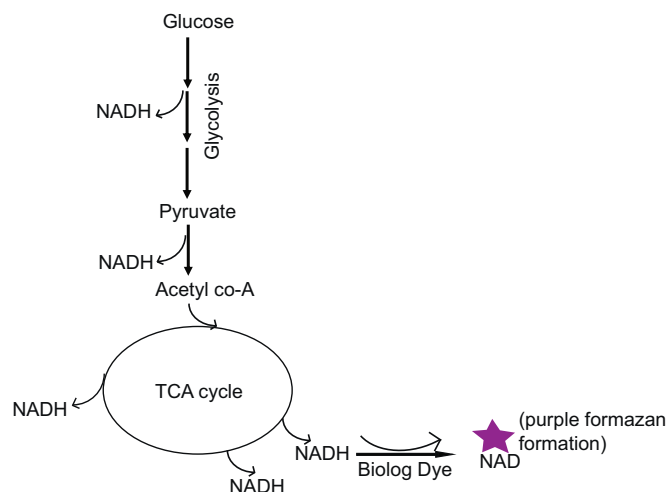 Glucose
NADH
Glycolysis
Pyruvate
NADH
Acetyl co-A
TCA cycle
NADH
NADH
NADH
Biolog Dye
(purple formazan
formation)
NAD